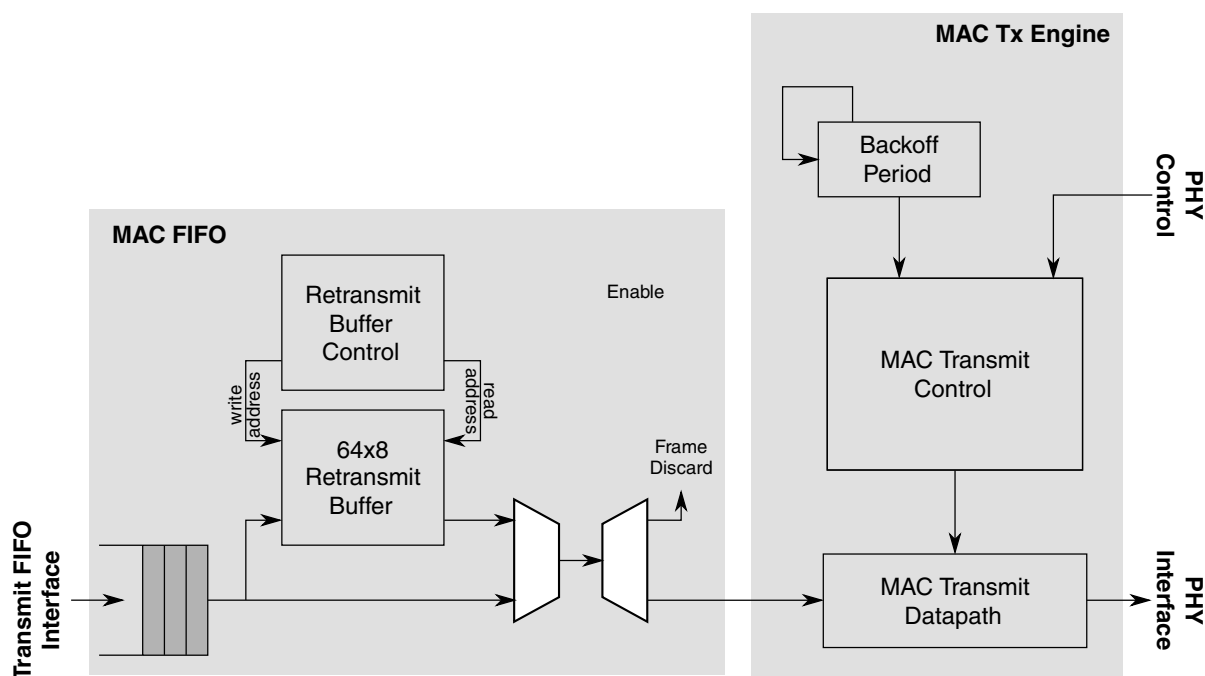 MAC Tx Engine
Backoff
Period
PHY
Control
MAC FIFO
Retransmit
Buffer
Control
Enable
MAC Transmit
Control
write
address
read
address
64x8
Retransmit
Buffer
Frame
Discard
Transmit FIFO
Interface
MAC Transmit
Datapath
PHY
Interface